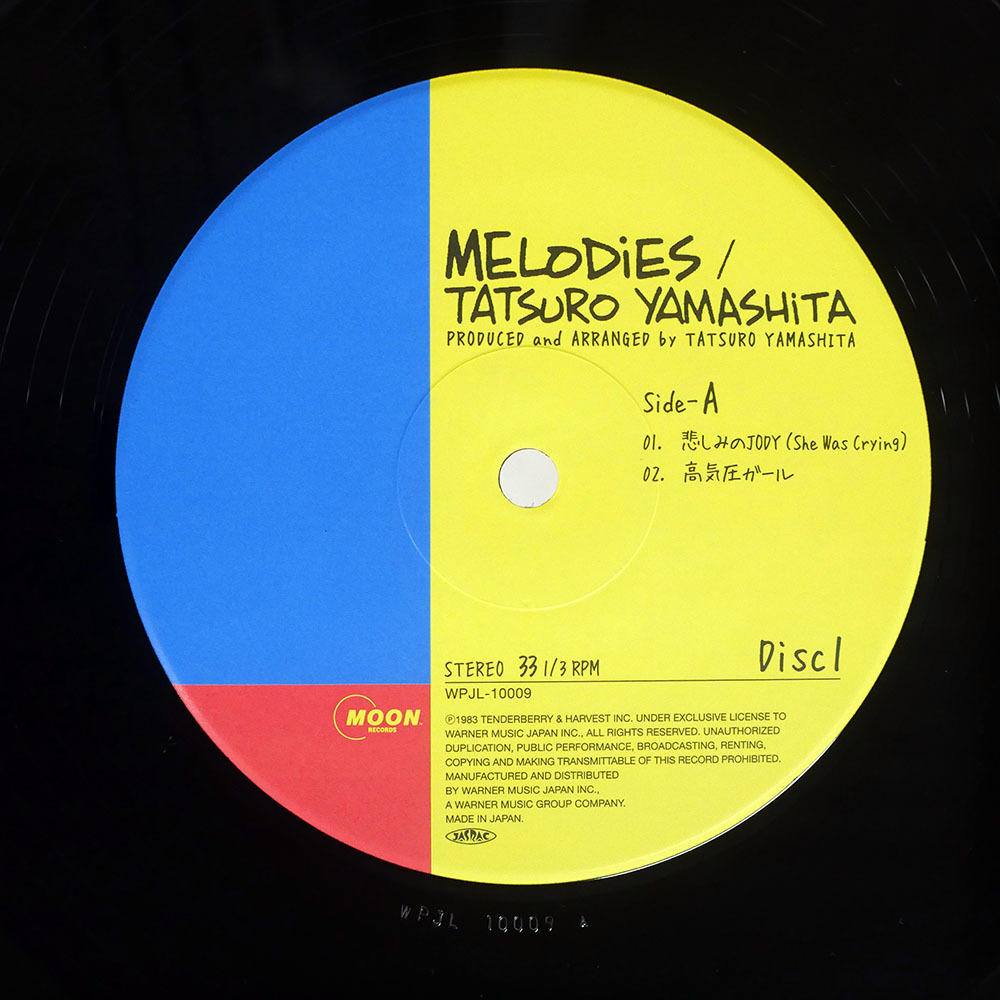 MELODiES /
TATSURO YAMASHiTA
PRODUCED and ARRANGED by TATSURO YAMASHITA
Side-A
01. 悲しみのJODY (She Was Crying)
02. 高気圧ガール
Disc1
STEREO 33 1/3 RPM
WPJL-10009
MOON
RECORDS
℗1983 TENDERBERRY & HARVEST INC. UNDER EXCLUSIVE LICENSE TO
WARNER MUSIC JAPAN INC., ALL RIGHTS RESERVED. UNAUTHORIZED
DUPLICATION, PUBLIC PERFORMANCE, BROADCASTING, RENTING,
COPYING AND MAKING TRANSMITTABLE OF THIS RECORD PROHIBITED.
MANUFACTURED AND DISTRIBUTED
BY WARNER MUSIC JAPAN INC.,
A WARNER MUSIC GROUP COMPANY.
MADE IN JAPAN.
JASRAC
WPJL 10009 A